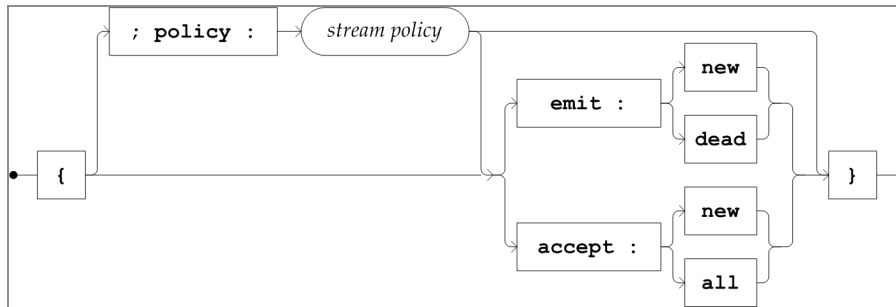 ; policy :
stream policy
new
emit :
dead
{
}
new
accept :
all